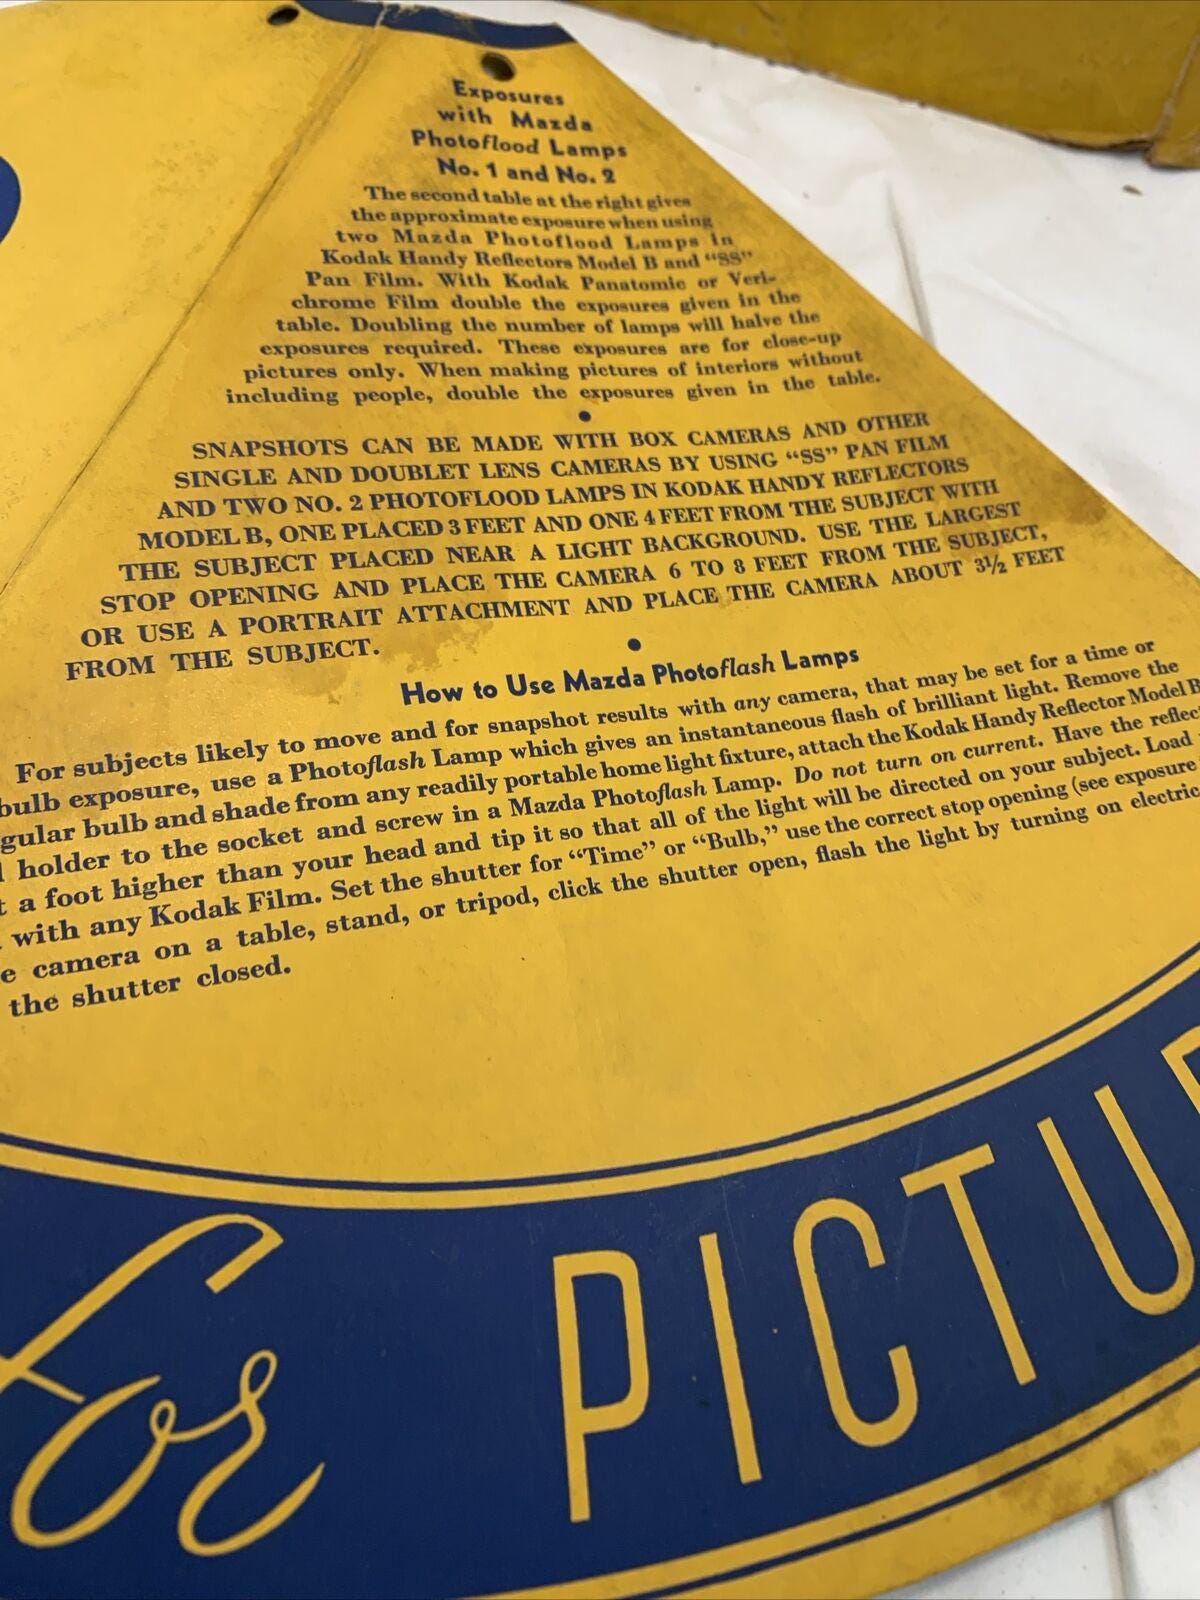 Exposures
with Mazda
Photoflood Lamps
No. 1 and No. 2
The second table at the right gives
the approximate exposure when using
two Mazda Photoflood Lamps in
Kodak Handy Reflectors Model B and “SS”
Pan Film. With Kodak Panatomic or Veri-
chrome Film double the exposures given in the
table. Doubling the number of lamps will halve the
exposures required. These exposures are for close-up
pictures only. When making pictures of interiors without
including people, double the exposures given in the table.
•
SNAPSHOTS CAN BE MADE WITH BOX CAMERAS AND OTHER
SINGLE AND DOUBLET LENS CAMERAS BY USING “SS” PAN FILM
AND TWO NO. 2 PHOTOFLOOD LAMPS IN KODAK HANDY REFLECTORS
MODEL B, ONE PLACED 3 FEET AND ONE 4 FEET FROM THE SUBJECT WITH
THE SUBJECT PLACED NEAR A LIGHT BACKGROUND. USE THE LARGEST
STOP OPENING AND PLACE THE CAMERA 6 TO 8 FEET FROM THE SUBJECT,
OR USE A PORTRAIT ATTACHMENT AND PLACE THE CAMERA ABOUT 3½ FEET
FROM THE SUBJECT.
•
How to Use Mazda Photoflash Lamps
For subjects likely to move and for snapshot results with any camera, that may be set for a time or
bulb exposure, use a Photoflash Lamp which gives an instantaneous flash of brilliant light. Remove the
gular bulb and shade from any readily portable home light fixture, attach the Kodak Handy Reflector Model B
holder to the socket and screw in a Mazda Photoflash Lamp. Do not turn on current. Have the reflec
a foot higher than your head and tip it so that all of the light will be directed on your subject. Load
with any Kodak Film. Set the shutter for “Time” or “Bulb,” use the correct stop opening (see exposure
e camera on a table, stand, or tripod, click the shutter open, flash the light by turning on electric
the shutter closed.
for PICTU